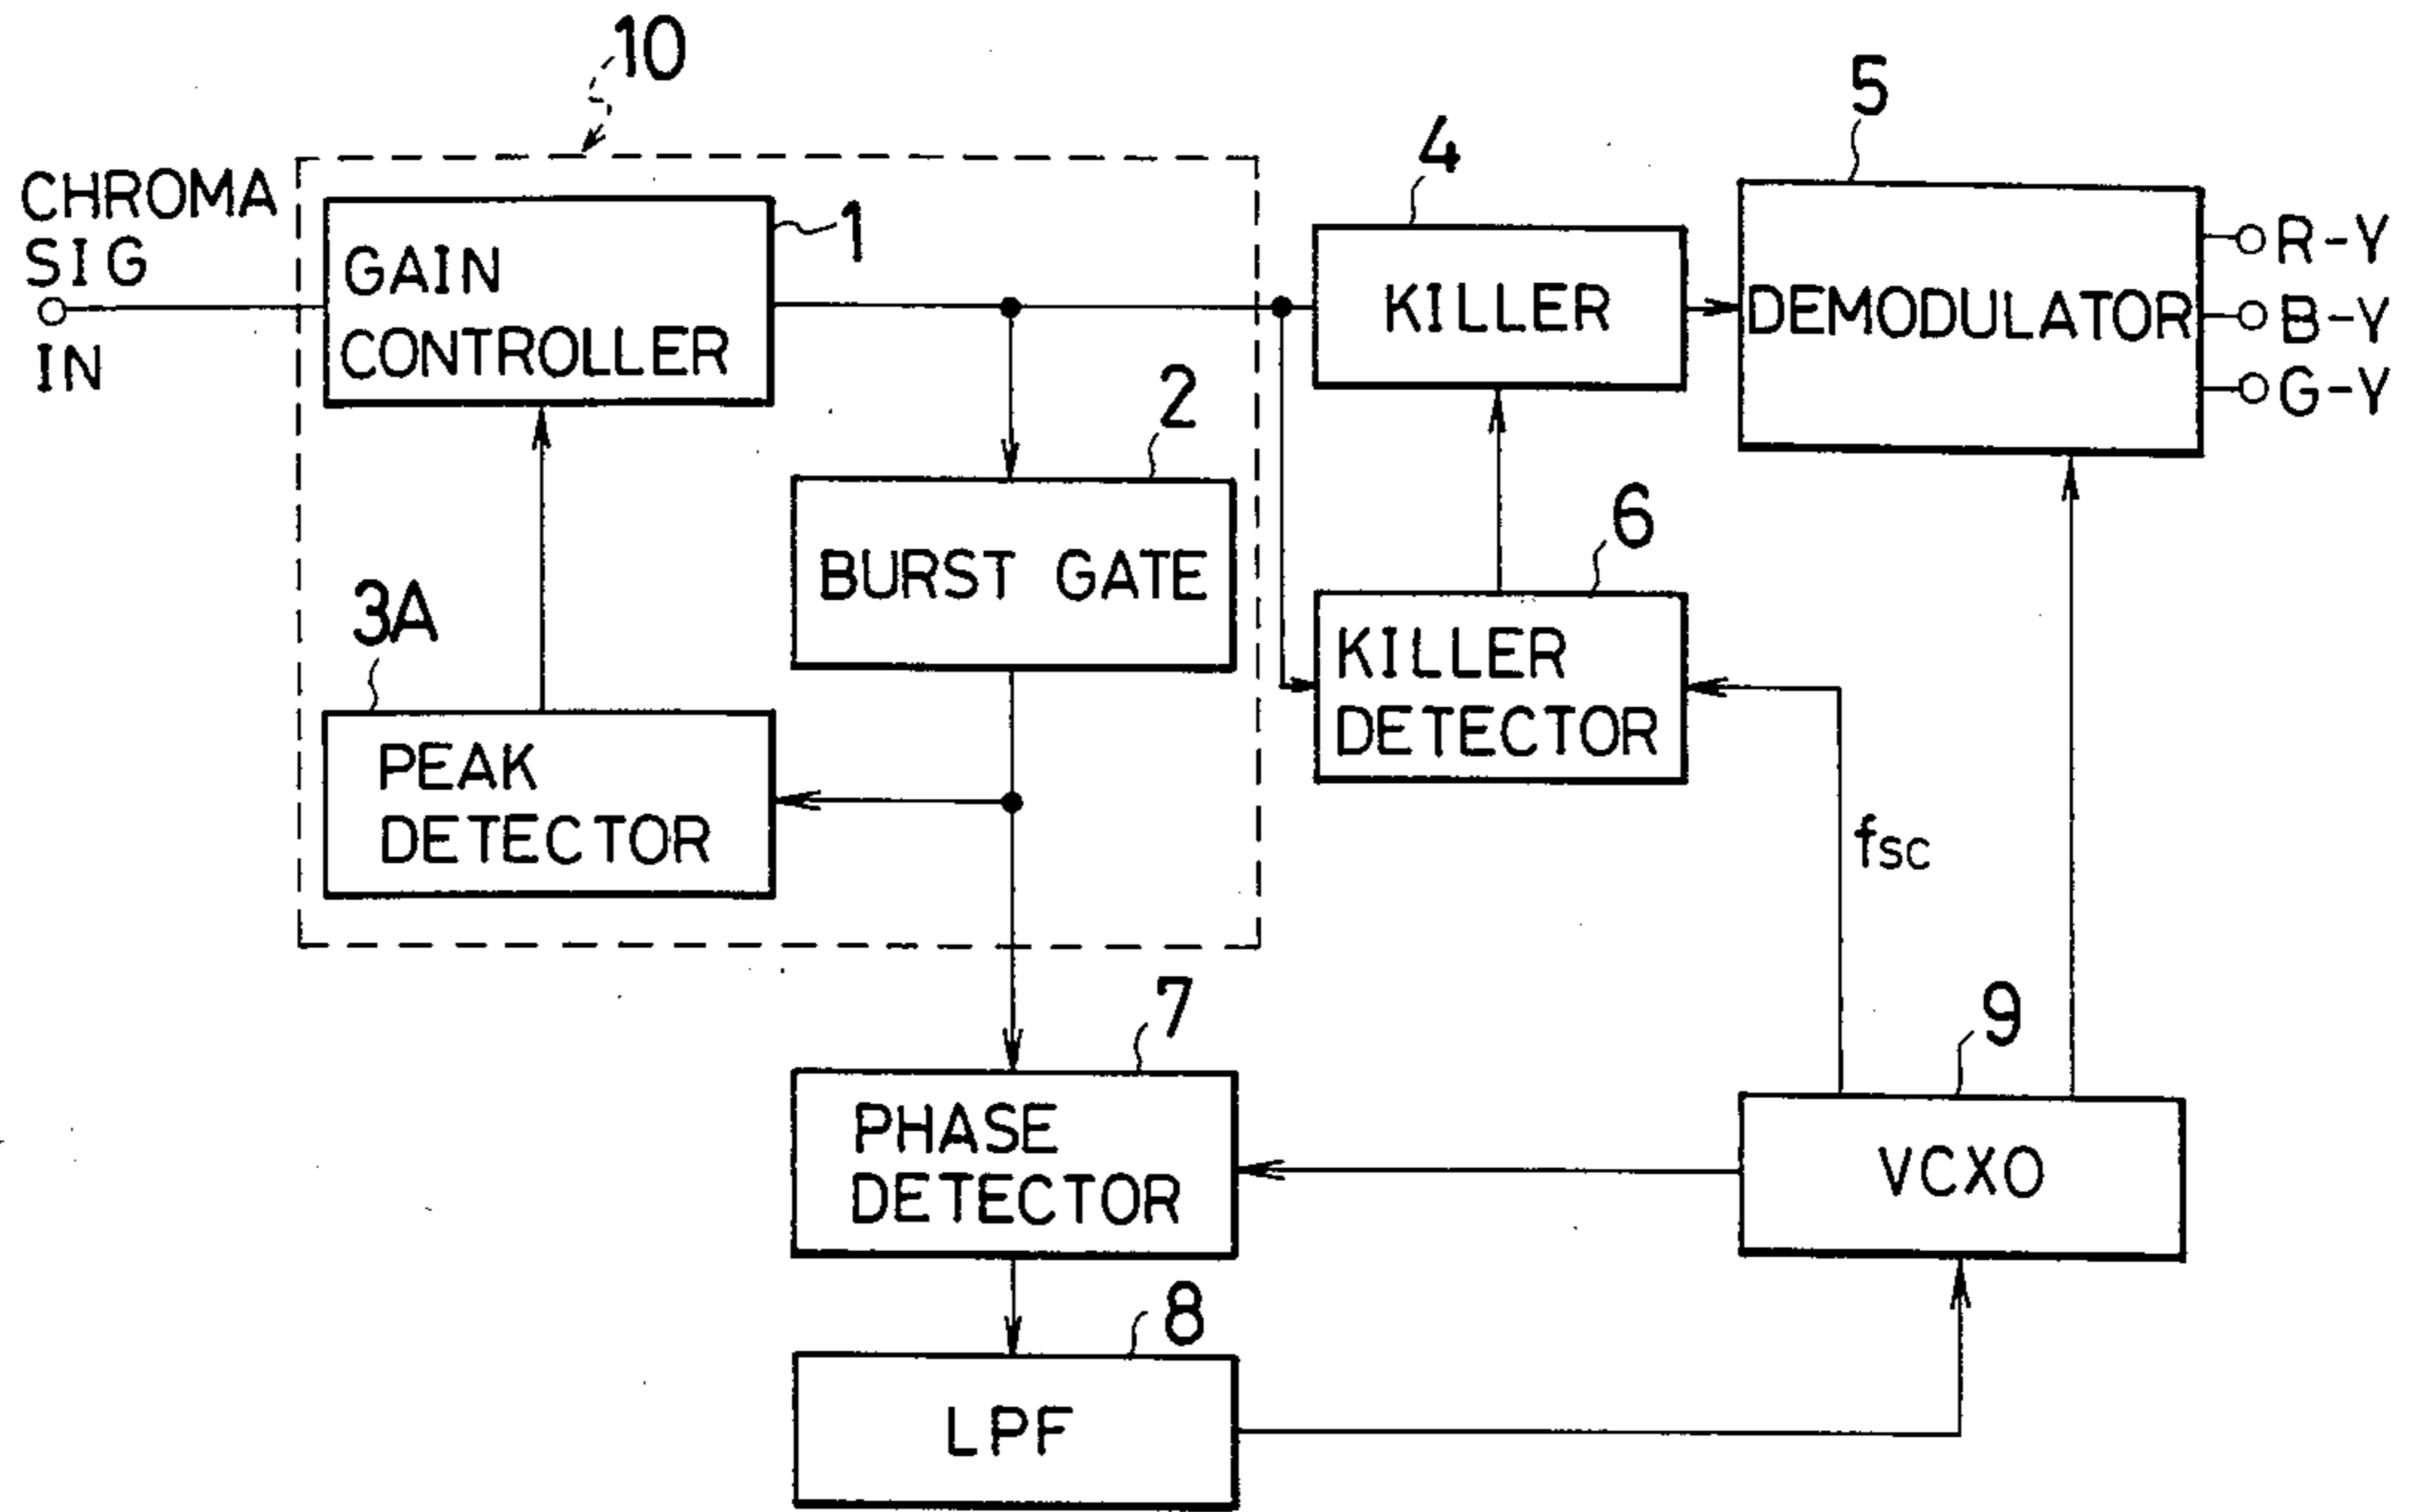 10
CHROMA
SIG
IN
GAIN
CONTROLLER
1
2
BURST GATE
3A
PEAK
DETECTOR
4
KILLER
5
DEMODULATOR
R-Y
B-Y
G-Y
6
KILLER
DETECTOR
fsc
7
PHASE
DETECTOR
9
VCXO
8
LPF